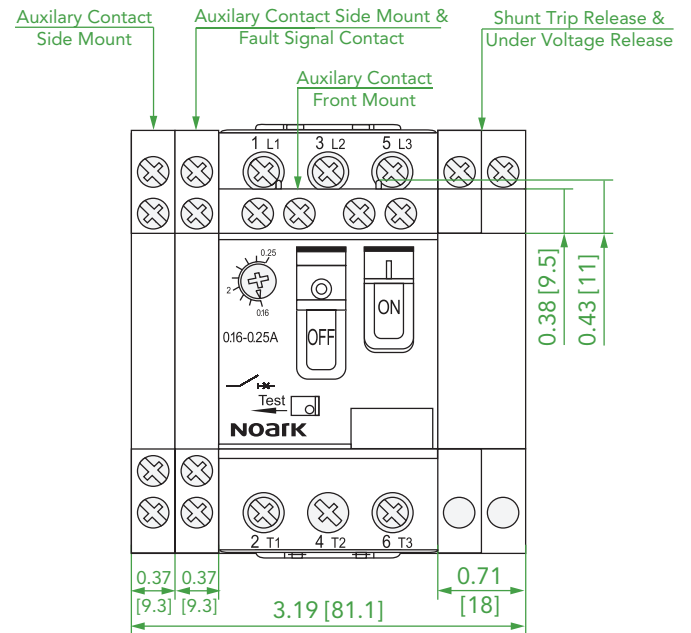 Auxilary Contact
Side Mount
Auxilary Contact Side Mount &
Fault Signal Contact
Shunt Trip Release &
Under Voltage Release
Auxilary Contact
Front Mount
1 L1
3 L2
5 L3
0.38 [9.5]
0.43 [11]
0.25
2
0.16
0.16-0.25A
OFF
ON
Test
NOARK
2 T1
4 T2
6 T3
0.37
[9.3]
0.37
[9.3]
3.19 [81.1]
0.71
[18]